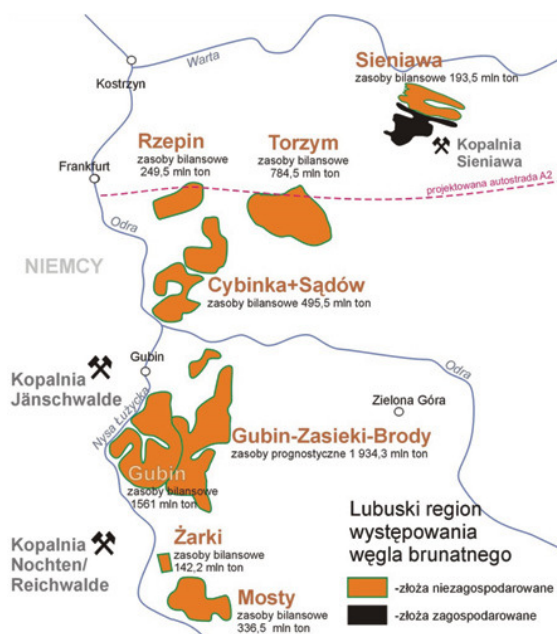 Warta
Kostrzyn
Sieniawa
zasoby bilansowe 193,5 mln ton
Kopalnia
Sieniawa
Rzepin
zasoby bilansowe
249,5 mln ton
Torzym
zasoby bilansowe
784,5 mln ton
Frankfurt
projektowana autostrada A2
Odra
NIEMCY
Cybinka+Sądów
zasoby bilansowe 495,5 mln ton
Gubin
Kopalnia
Jänschwalde
Odra
Zielona Góra
Nysa Łużycka
Gubin-Zasieki-Brody
zasoby prognostyczne 1 934,3 mln ton
Gubin
zasoby bilansowe
1561 mln ton
Kopalnia
Nochten/
Reichwalde
Żarki
zasoby bilansowe
142,2 mln ton
Mosty
zasoby bilansowe
336,5 mln ton
Lubuski region
występowania
węgla brunatnego
-złoża niezagospodarowane
-złoża zagospodarowane